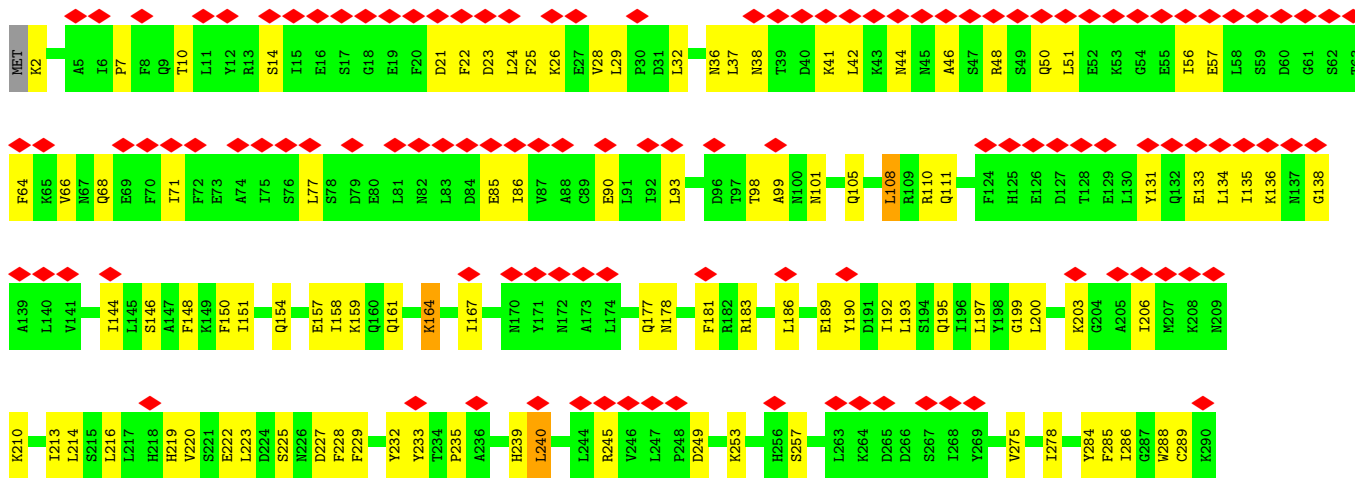 MET K2 A5 I6 P7 F8 Q9 T10 L11 Y12 R13 S14 I15 E16 S17 G18 E19 F20 D21 F22 D23 L24 F25 K26 E27 V28 L29 P30 D31 L32 N36 L37 N38 T39 D40 K41 L42 K43 N44 N45 A46 S47 R48 S49 Q50 L51 E52 K53 G54 E55 I56 E57 L58 S59 D60 G61 S62 T63
F64 K65 V66 N67 Q68 E69 F70 I71 F72 E73 A74 I75 S76 L77 S78 D79 E80 L81 N82 L83 D84 E85 I86 V87 A88 C89 E90 L91 I92 L93 D96 T97 T98 A99 N100 N101 Q105 L108 R109 R110 Q111 F124 H125 E126 D127 T128 E129 L130 Y131 Q132 E133 L134 I135 K136 N137 G138
A139 L140 V141 I144 L145 S146 A147 F148 K149 F150 I151 Q154 E157 I158 K159 Q160 Q161 K164 I167 N170 Y171 N172 A173 L174 Q177 N178 F181 R182 R183 L186 E189 Y190 D191 I192 L193 S194 Q195 I196 L197 Y198 G199 L200 K203 G204 A205 I206 M207 K208 N209
K210 I213 L214 S215 L216 L217 H218 H219 V220 S221 E222 L223 D224 S225 N226 D227 F228 F229 Y232 Y233 T234 P235 A236 H239 L240 L244 R245 V246 L247 P248 D249 K253 H256 S257 L263 K264 D265 D266 S267 I268 Y269 V275 I278 Y284 F285 I286 G287 W288 C289 K290